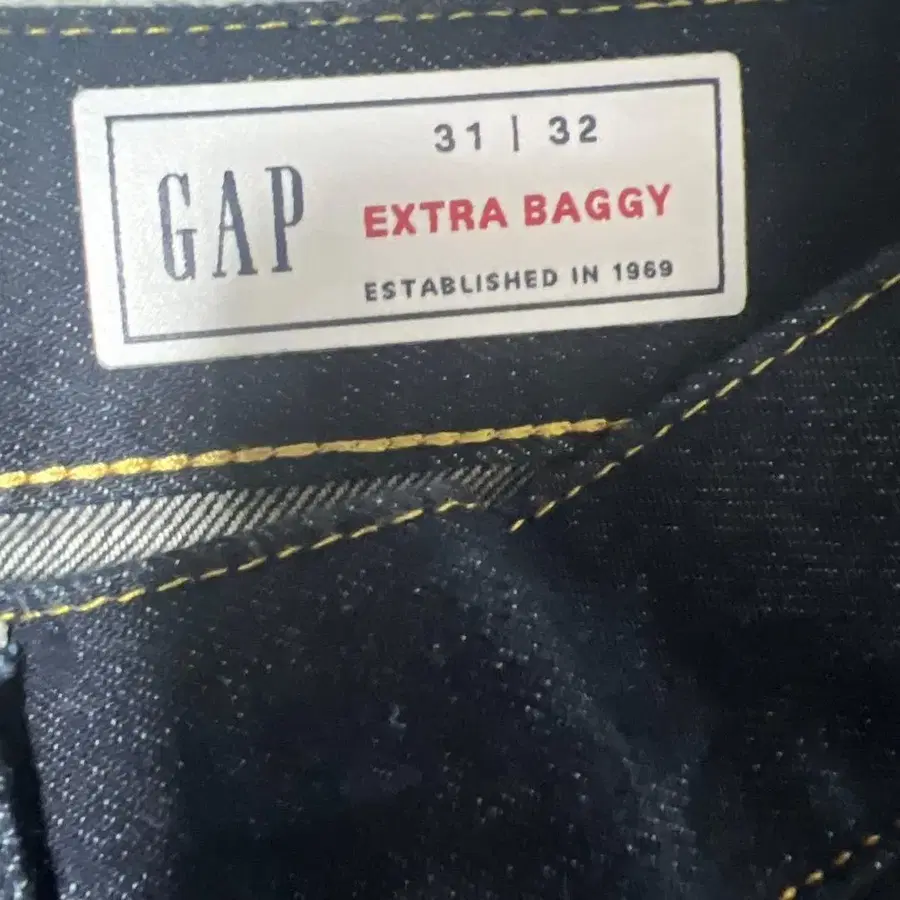 GAP
31 | 32
EXTRA BAGGY
ESTABLISHED IN 1969